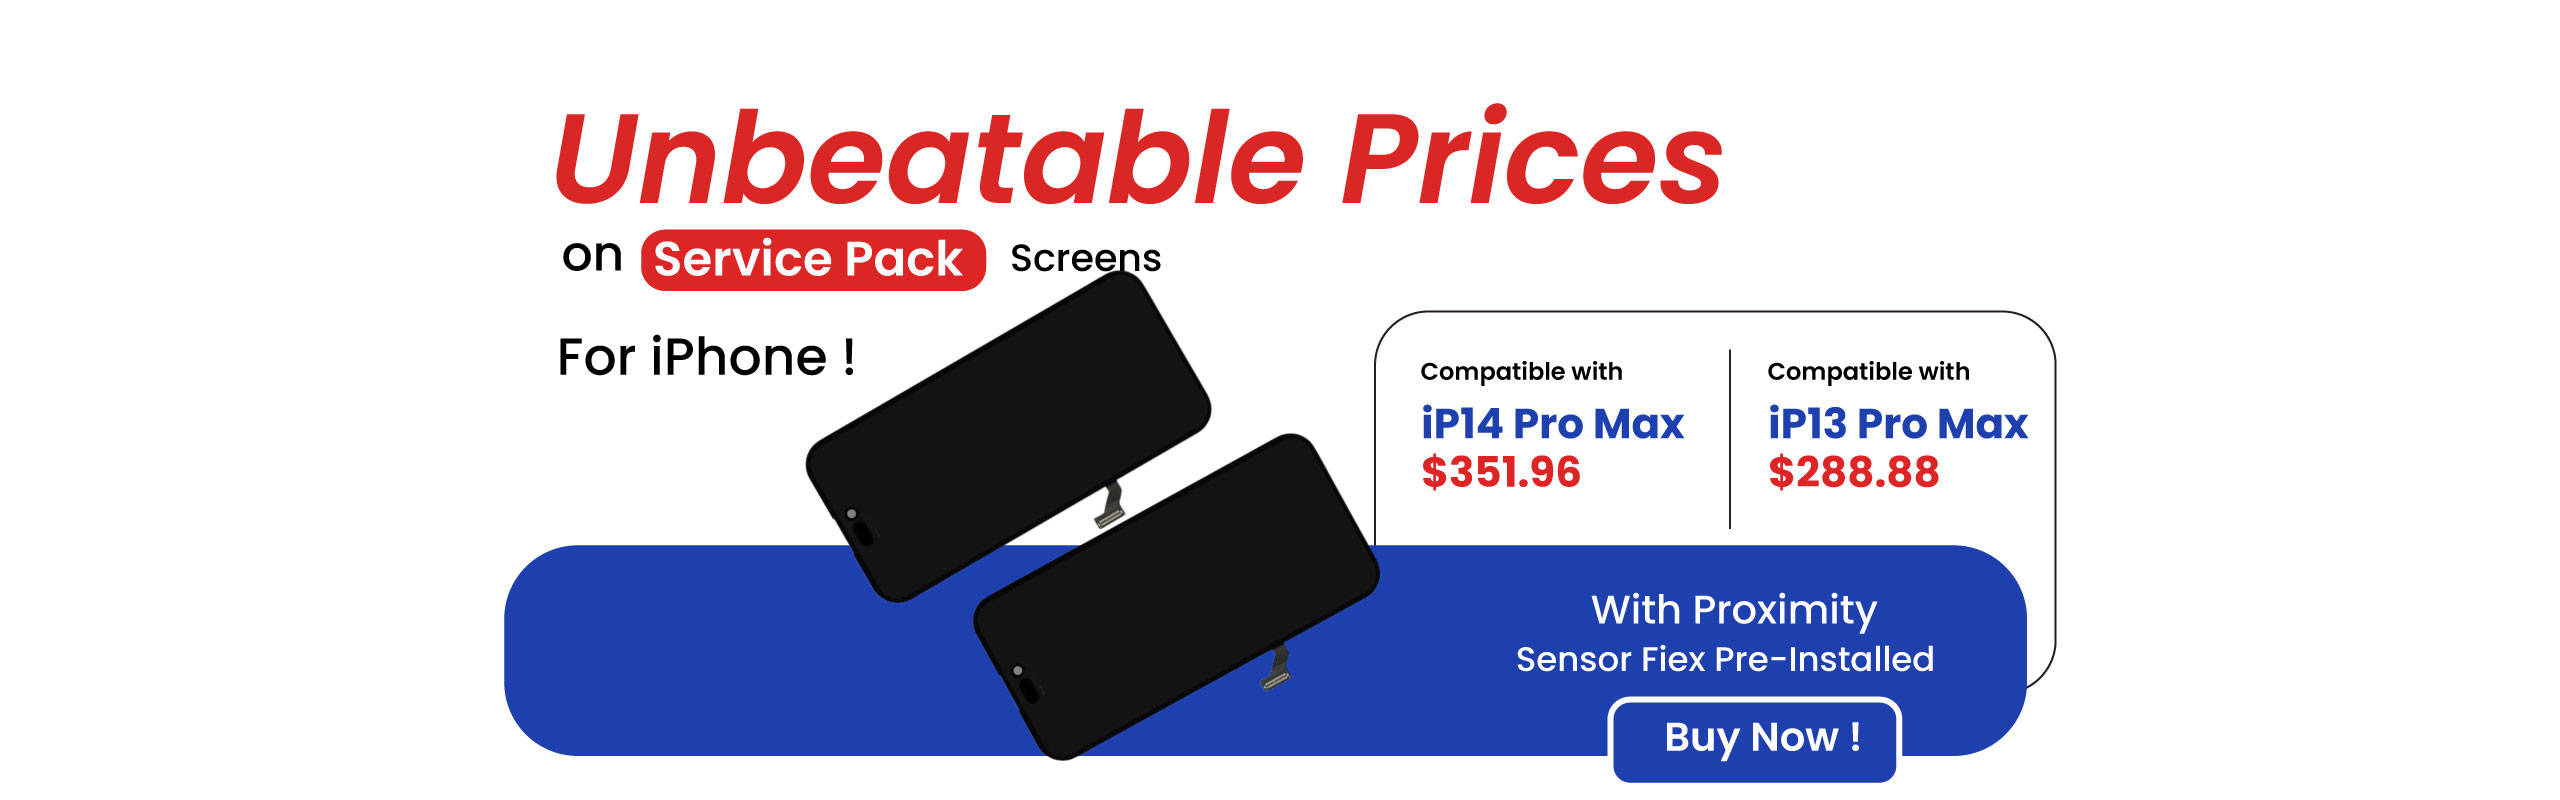 Unbeatable Prices
on Service Pack Screens
For iPhone !
Compatible with
iP14 Pro Max
$351.96
Compatible with
iP13 Pro Max
$288.88
With Proximity
Sensor Fiex Pre-Installed
Buy Now !